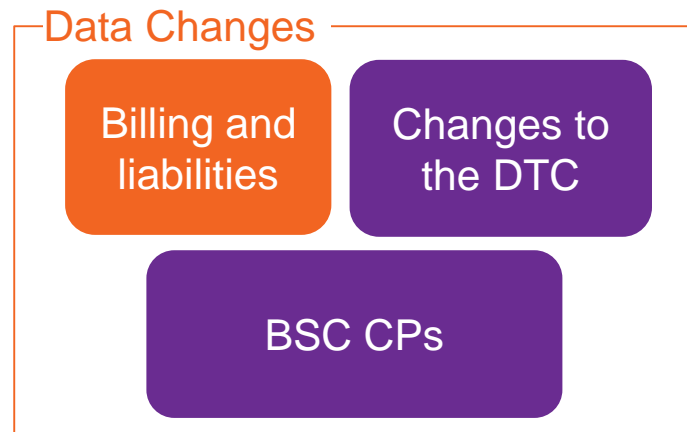 Data Changes
Billing and
liabilities
Changes to
the DTC
BSC CPs